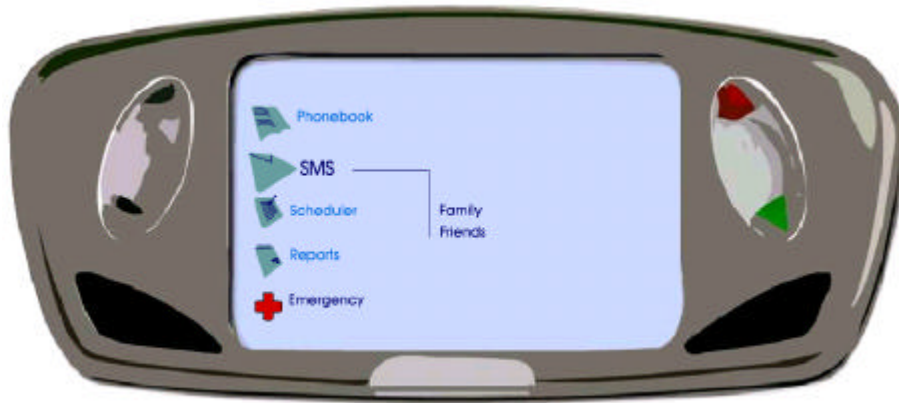 Phonebook
SMS
Scheduler
Family
Friends
Reports
Emergency